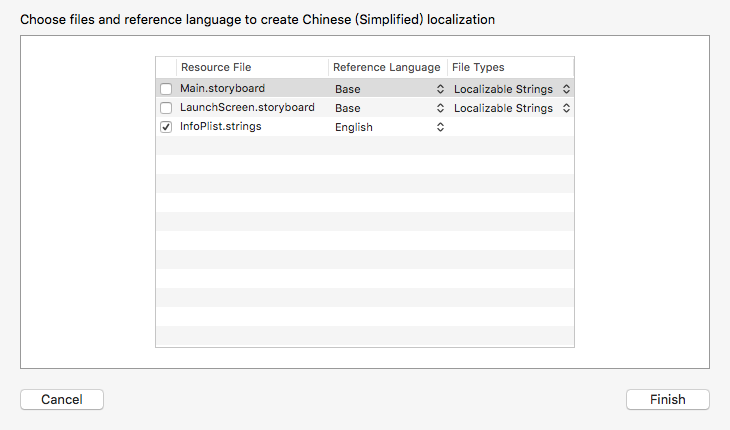 Choose files and reference language to create Chinese (Simplified) localization
Resource File Reference Language File Types
Main.storyboard Base Localizable Strings
LaunchScreen.storyboard Base Localizable Strings
InfoPlist.strings English
Cancel Finish